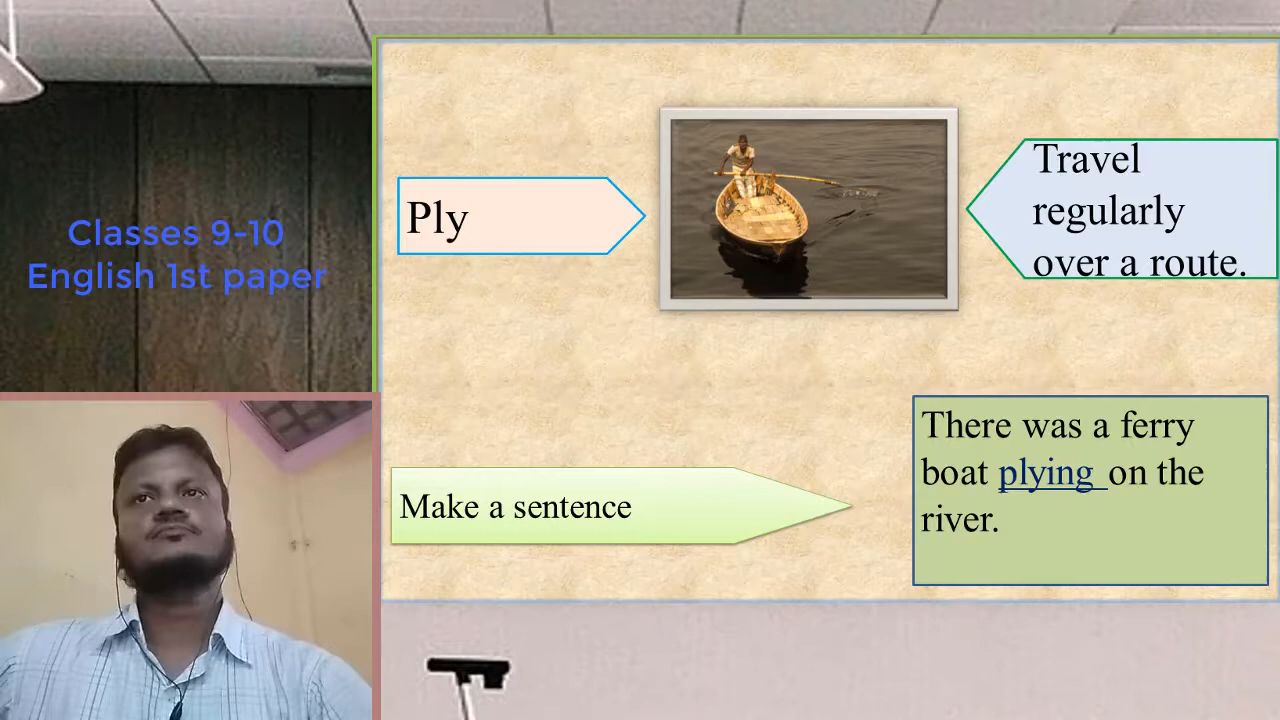 Classes 9-10
English 1st paper
Ply
Travel
regularly
over a route.
Make a sentence
There was a ferry
boat plying on the
river.